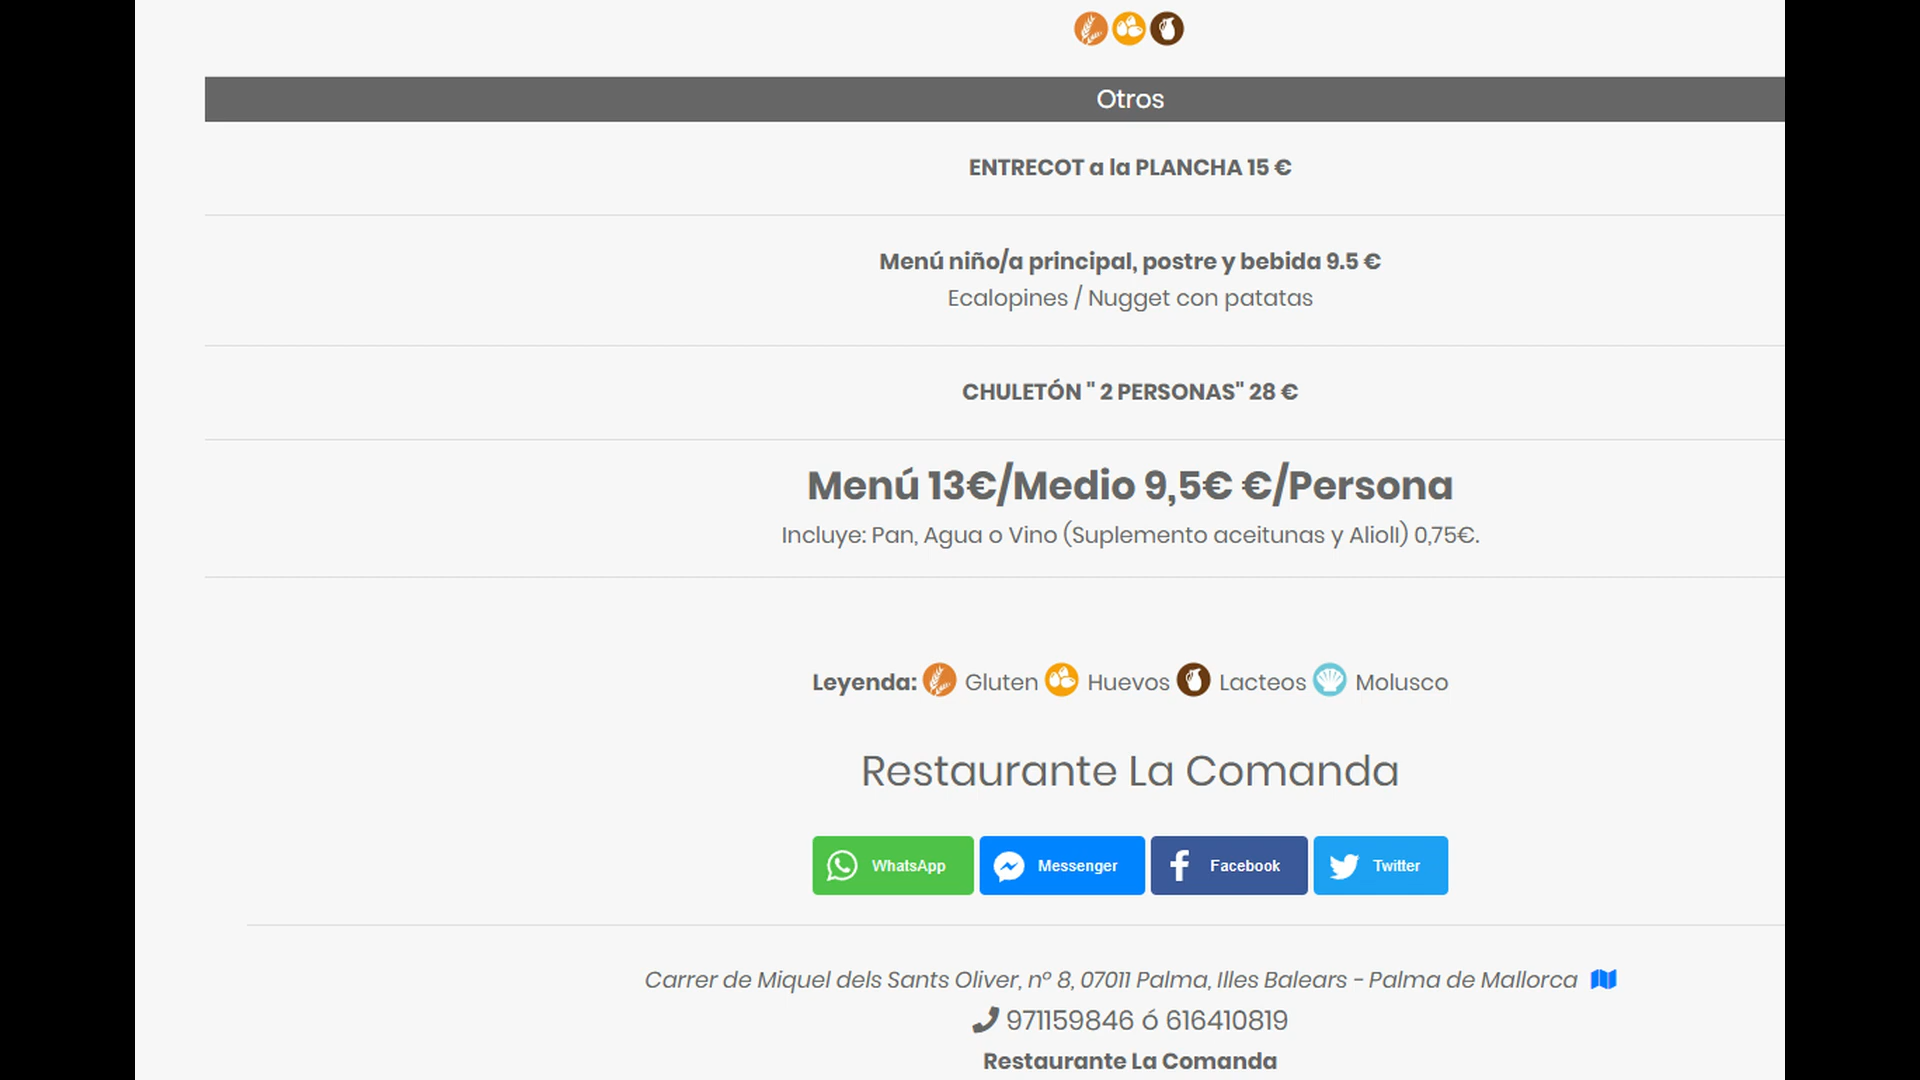 Otros
ENTRECOT a la PLANCHA 15 €
Menú niño/a principal, postre y bebida 9.5 €
Ecalopines / Nugget con patatas
CHULETÓN " 2 PERSONAS" 28 €
Menú 13€/Medio 9,5€ €/Persona
Incluye: Pan, Agua o Vino (Suplemento aceitunas y AliolI) 0,75€.
Leyenda: Gluten Huevos Lacteos Molusco
Restaurante La Comanda
WhatsApp Messenger Facebook Twitter
Carrer de Miquel dels Sants Oliver, nº 8, 07011 Palma, Illes Balears - Palma de Mallorca
971159846 ó 616410819
Restaurante La Comanda